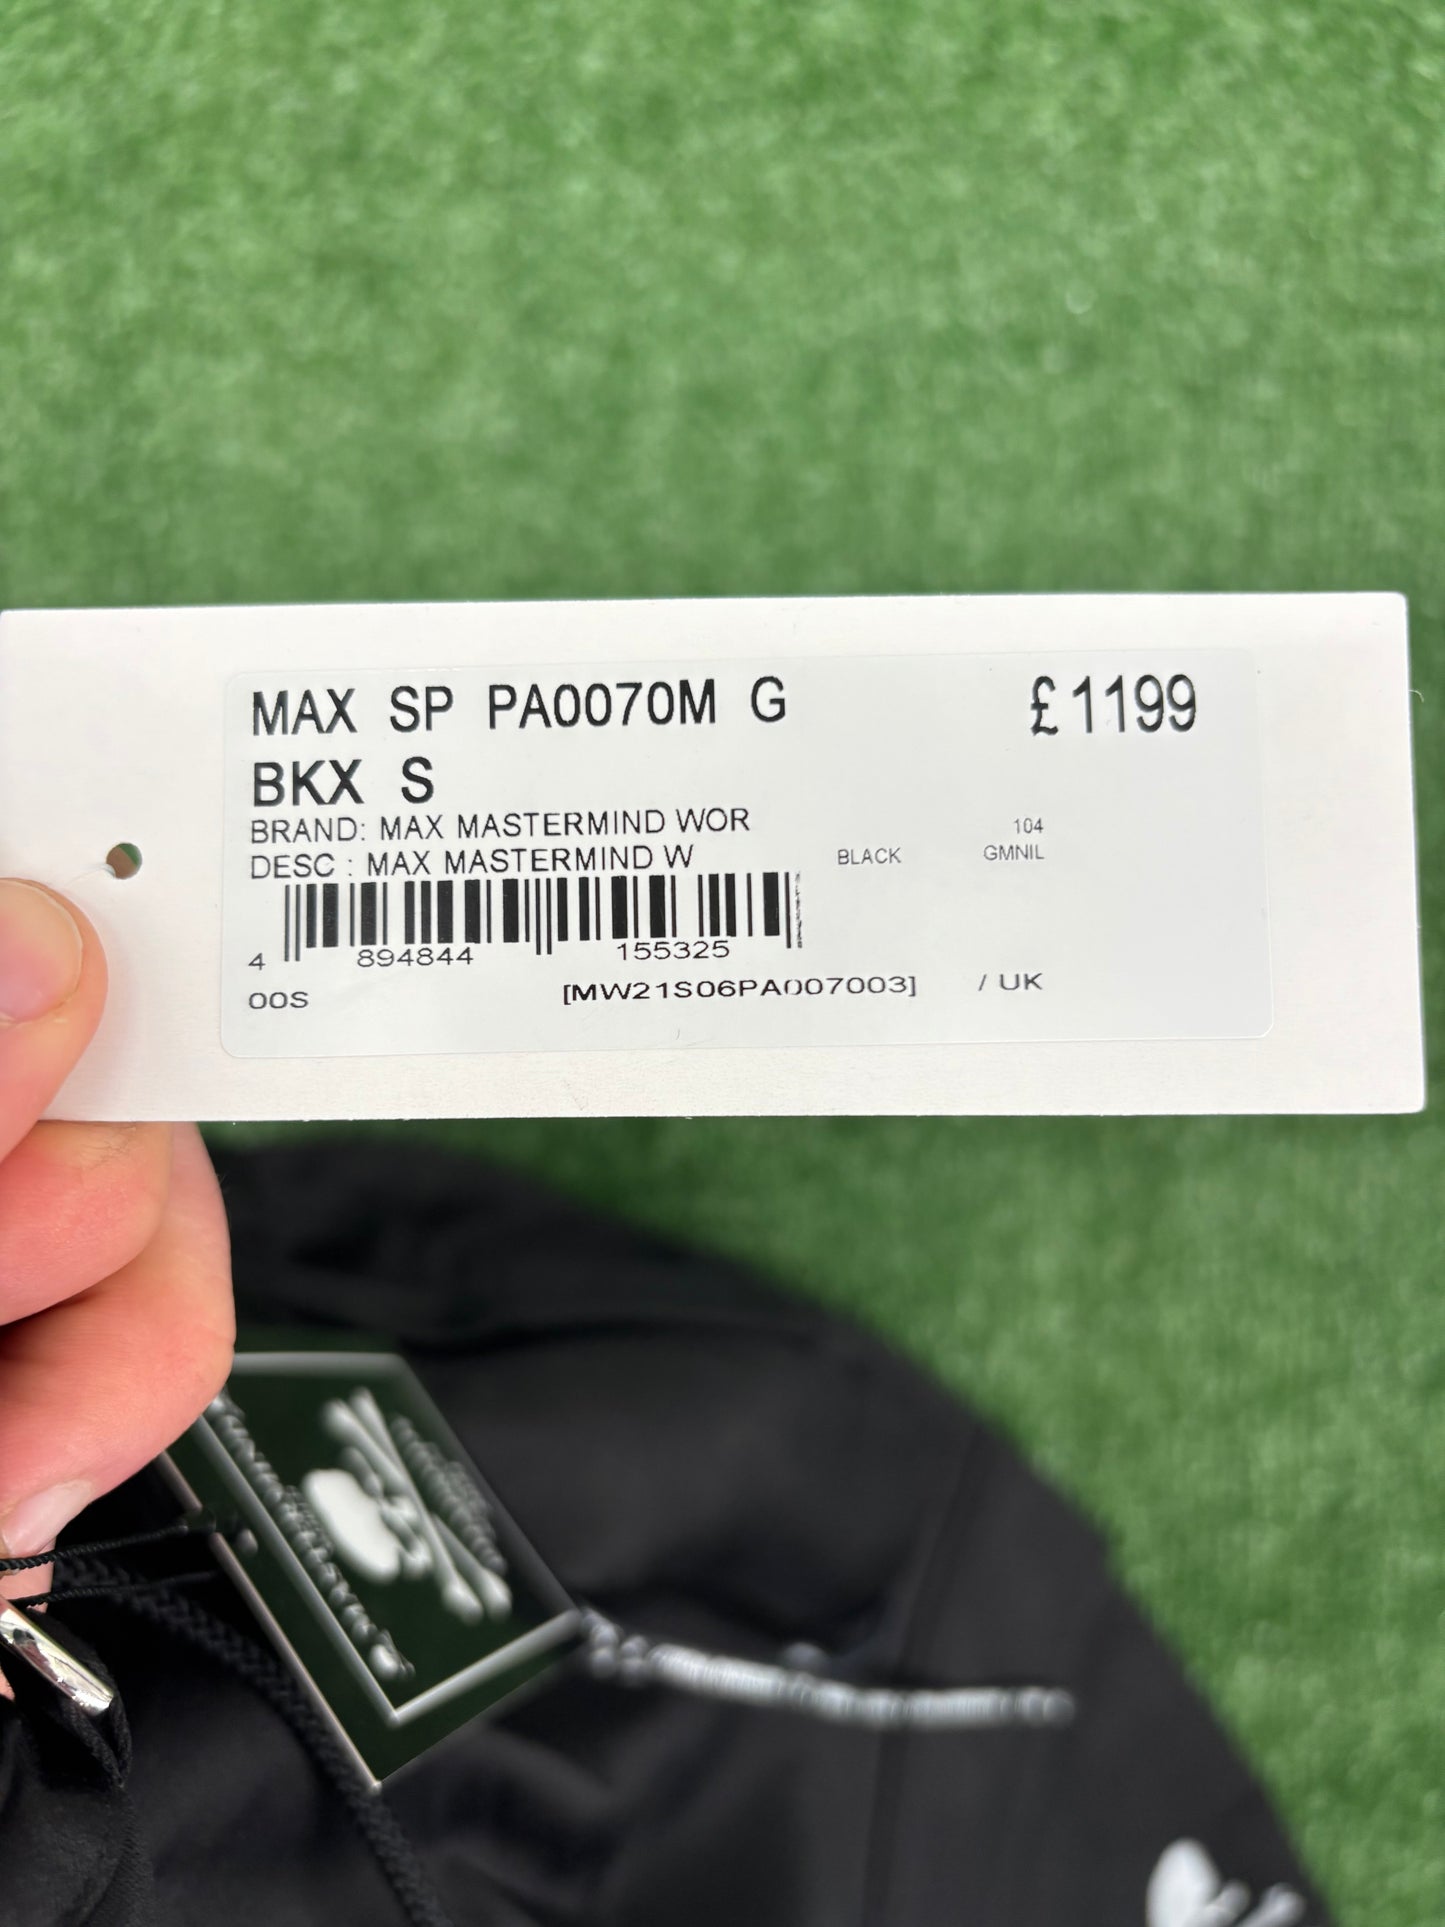 MAX SP PA0070M G £1199
BKX S
BRAND: MAX MASTERMIND WOR 104
DESC : MAX MASTERMIND W BLACK GMNIL
4 894844 155325
00S [MW21S06PA007003] / UK